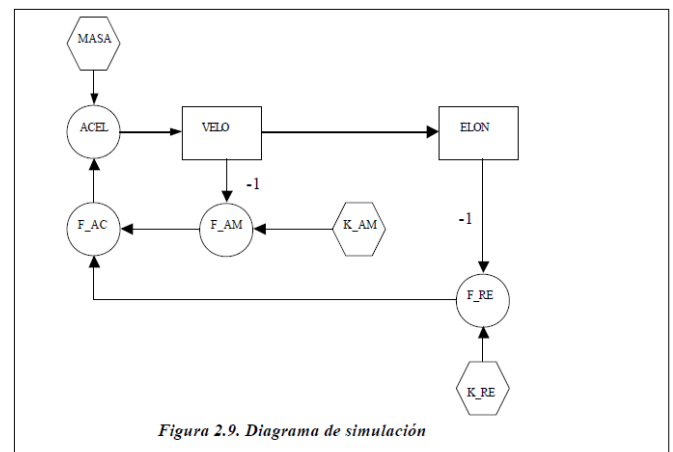 MASA
ACEL
VELO
ELON
-1
F_AC
F_AM
K_AM
-1
F_RE
K_RE
Figura 2.9. Diagrama de simulación